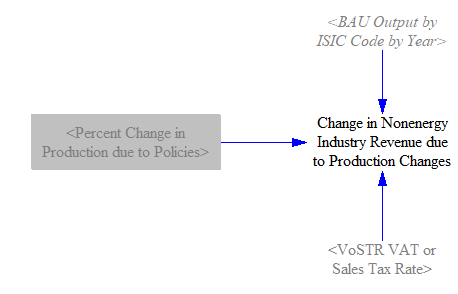 <BAU Output by
ISIC Code by Year>
<Percent Change in
Production due to Policies>
Change in Nonenergy
Industry Revenue due
to Production Changes
<VoSTR VAT or
Sales Tax Rate>